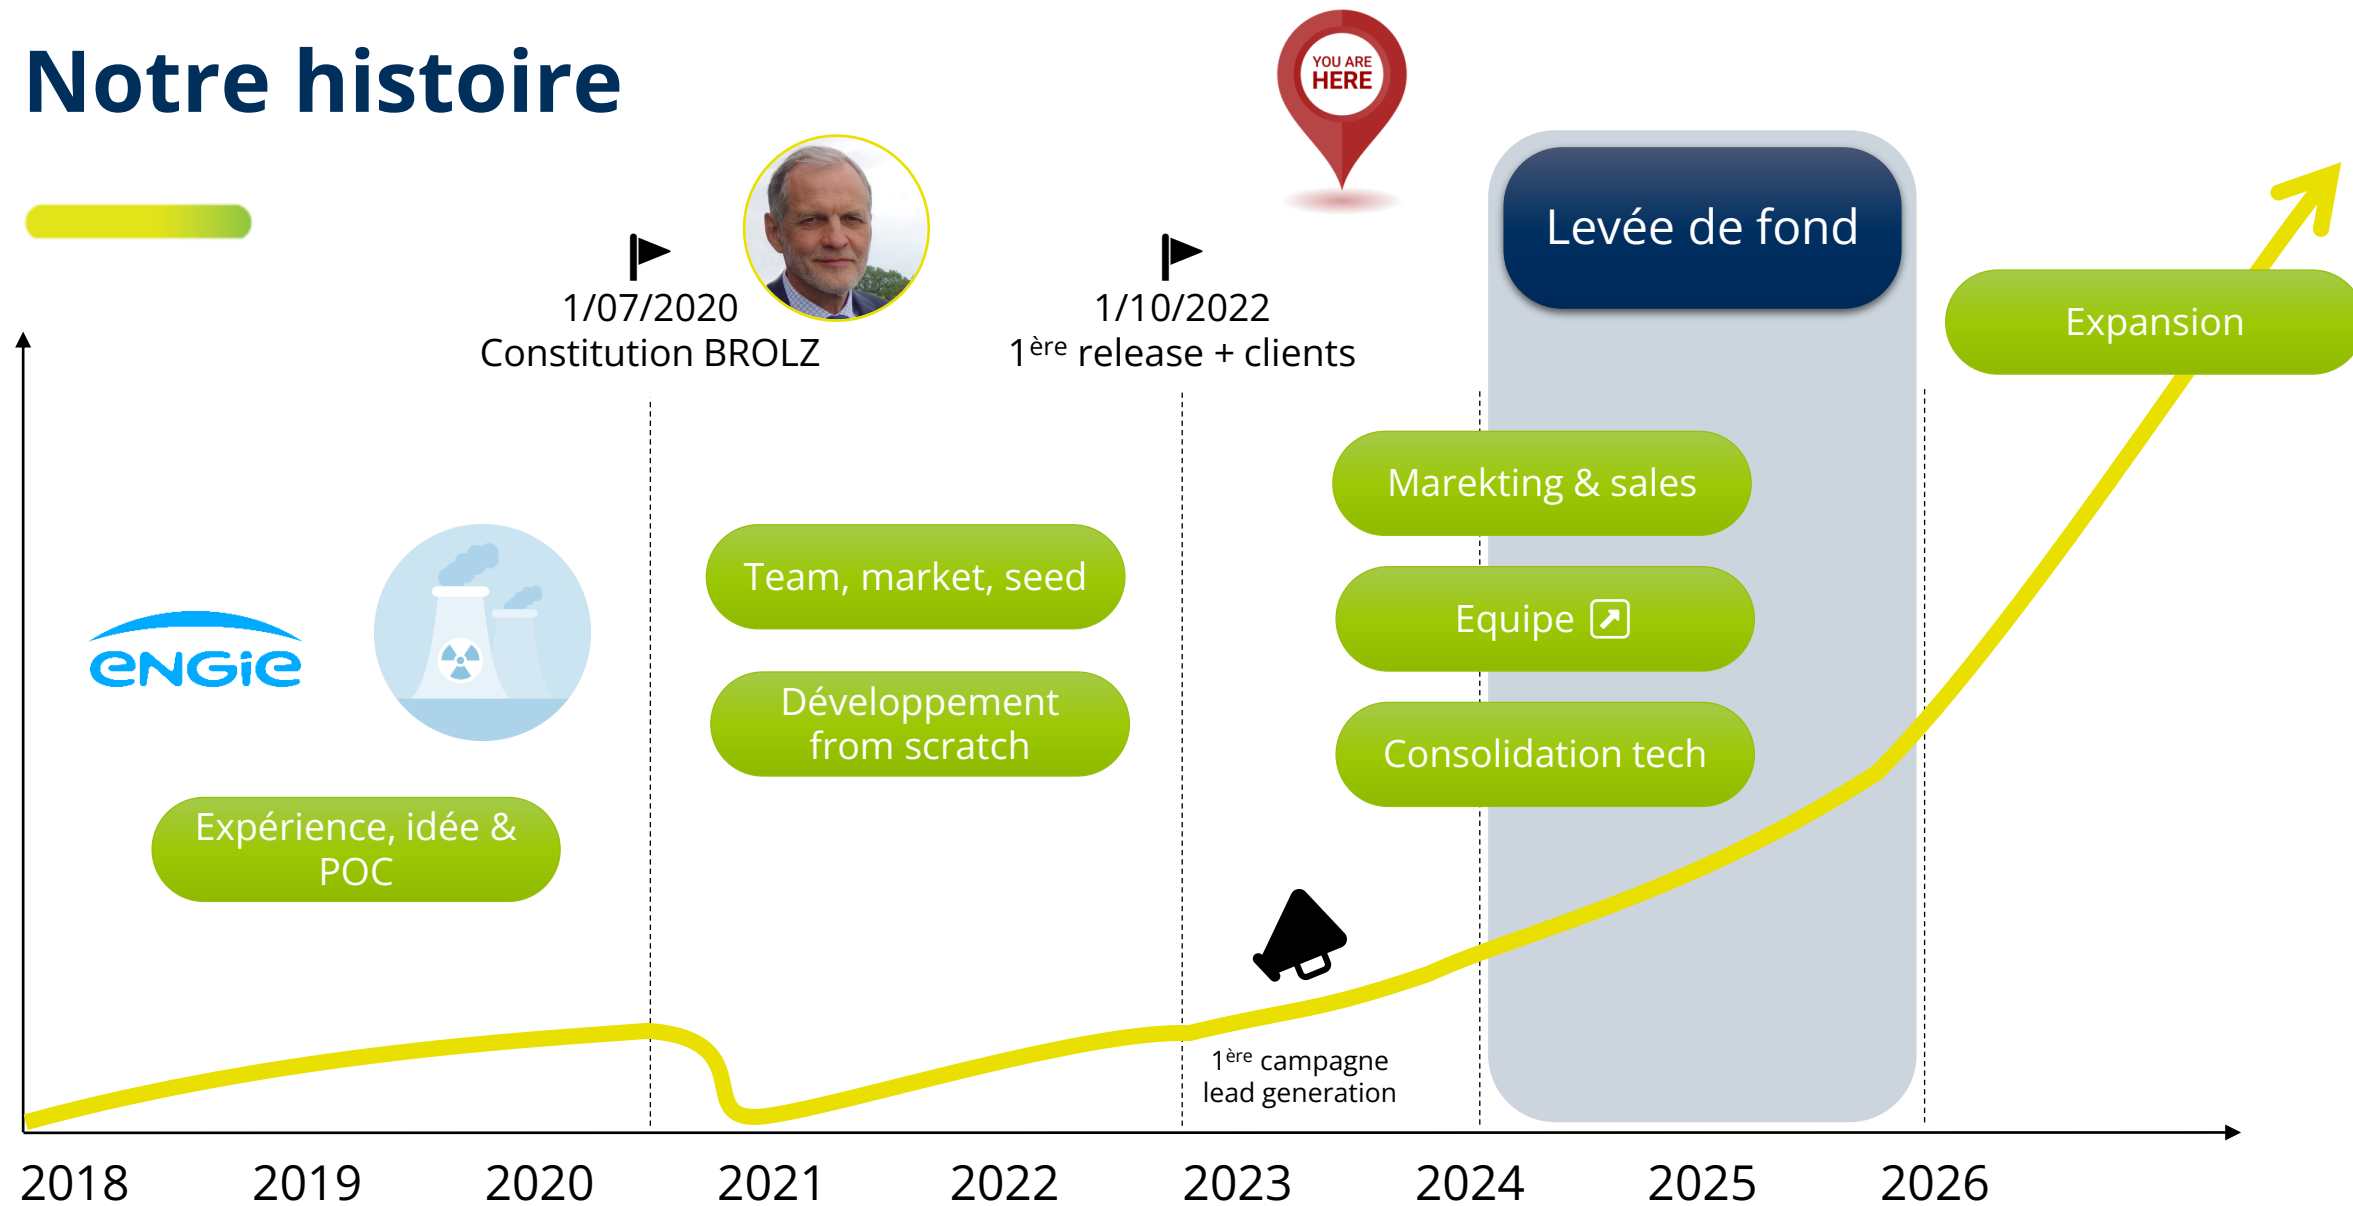 Notre histoire
YOU ARE
HERE
Levée de fond
1/07/2020
Constitution BROLZ
1/10/2022
1ère release + clients
Expansion
Marekting & sales
Team, market, seed
Equipe
ENGIE
Développement
from scratch
Consolidation tech
Expérience, idée &
POC
1ère campagne
lead generation
2018 2019 2020 2021 2022 2023 2024 2025 2026